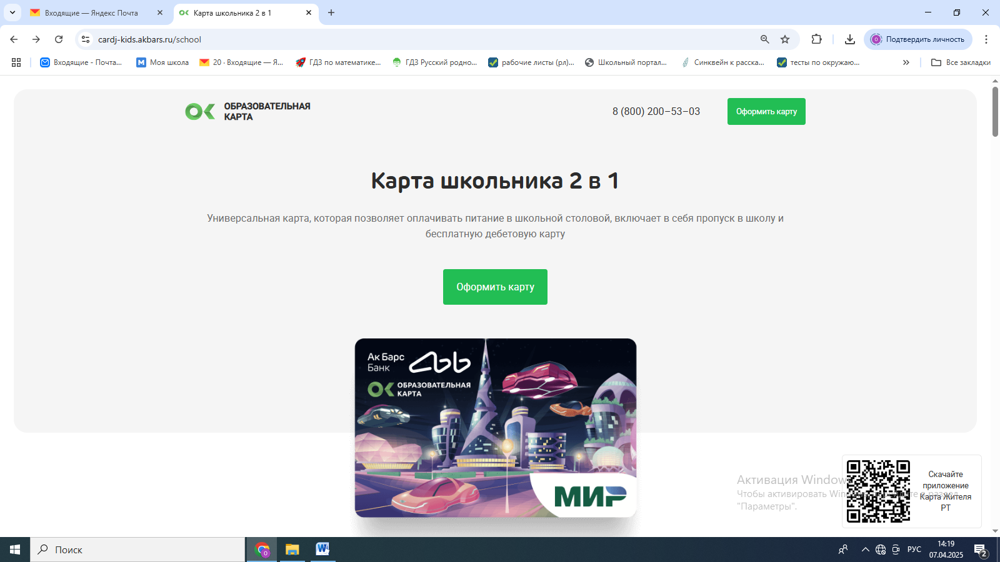 Входящие — Яндекс Почта
Карта школьника 2 в 1
cardj-kids.akbars.ru/school
Подтвердить личность
Входящие - Почта...
Моя школа
20 · Входящие — Я...
ГДЗ по математике...
ГДЗ Русский родно...
рабочие листы (рл)...
Школьный портал...
Синквейн к расска...
тесты по окружаю...
Все закладки
ОБРАЗОВАТЕЛЬНАЯ
КАРТА
8 (800) 200–53–03
Оформить карту
Карта школьника 2 в 1
Универсальная карта, которая позволяет оплачивать питание в школьной столовой, включает в себя пропуск в школу и
бесплатную дебетовую карту
Оформить карту
Ак Барс
Банк
ОБРАЗОВАТЕЛЬНАЯ
КАРТА
МИР
Активация Window
Чтобы активировать Win
"Параметры".
Скачайте
приложение
Карта Жителя
РТ
Поиск
РУС
14:19
07.04.2025
2